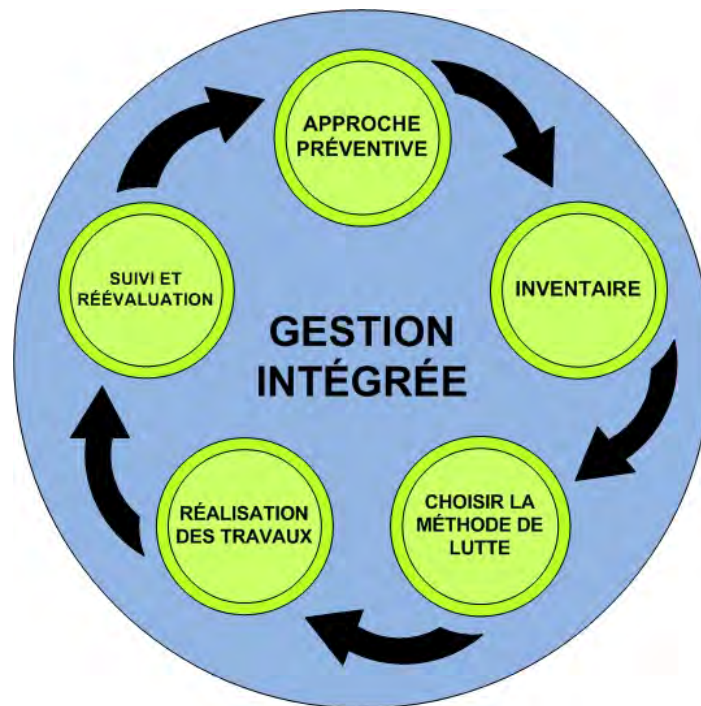 APPROCHE
PRÉVENTIVE
INVENTAIRE
CHOISIR LA
MÉTHODE DE
LUTTE
RÉALISATION
DES TRAVAUX
SUIVI ET
RÉÉVALUATION
GESTION
INTÉGRÉE